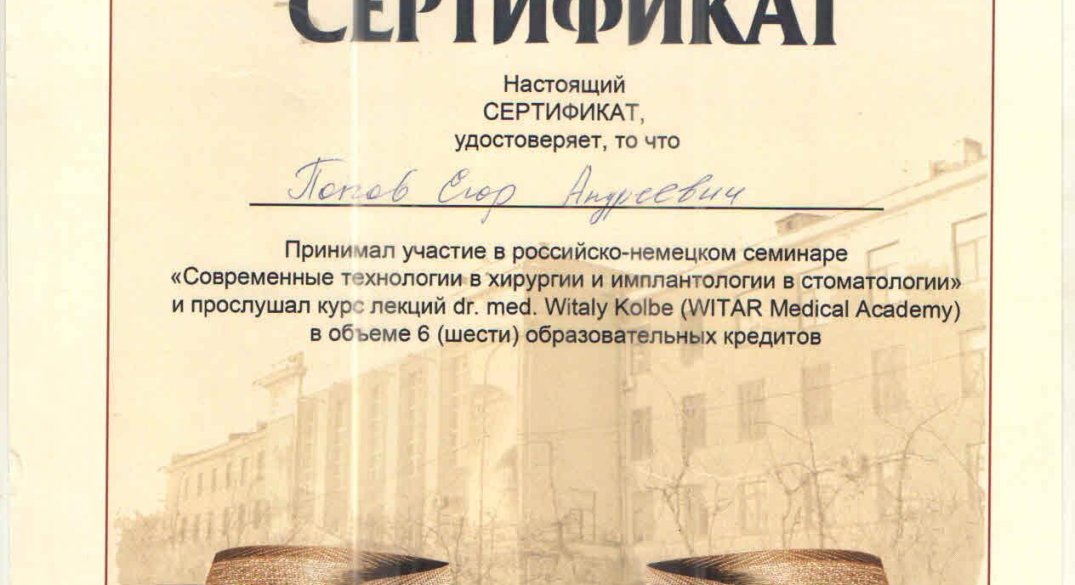 СЕРТИФИКАТ
Настоящий
СЕРТИФИКАТ,
удостоверяет, то что
Попов Егор Андреевич
Принимал участие в российско-немецком семинаре
«Современные технологии в хирургии и имплантологии в стоматологии»
и прослушал курс лекций dr. med. Witaly Kolbe (WITAR Medical Academy)
в объеме 6 (шести) образовательных кредитов